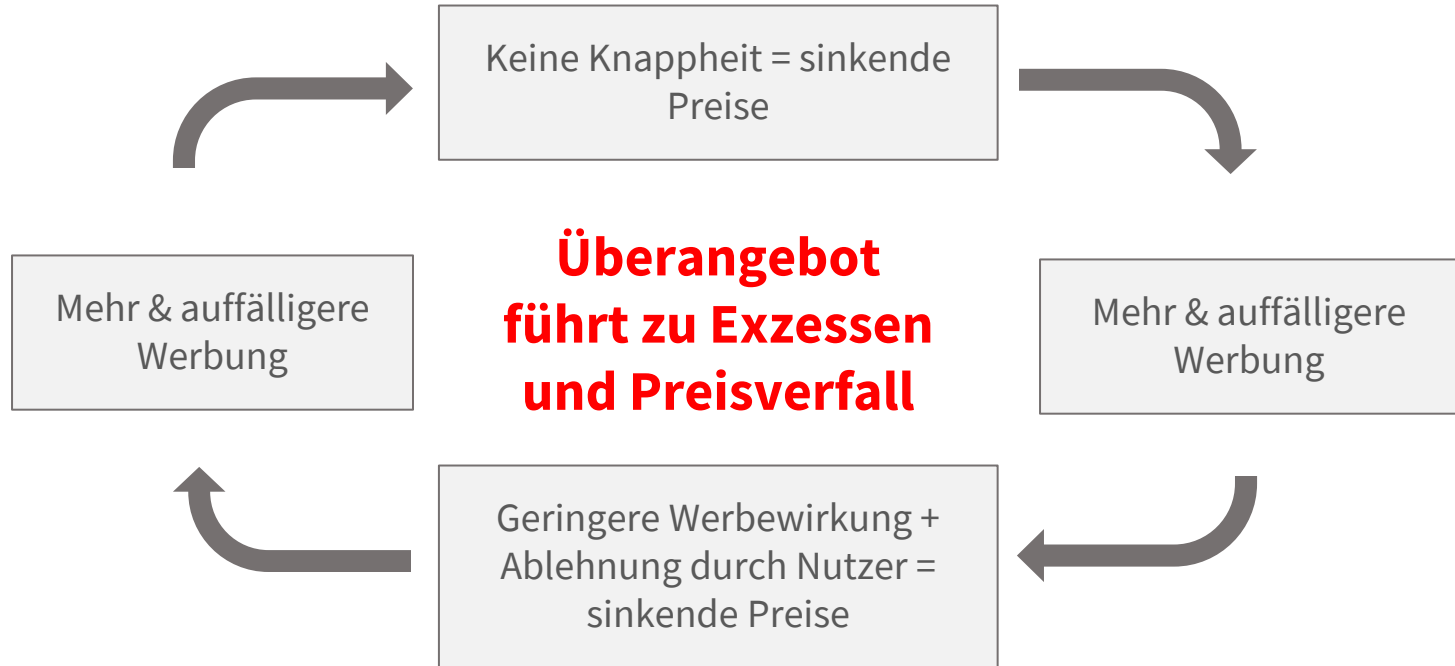 Keine Knappheit = sinkende
Preise
Mehr & auffälligere
Werbung
Überangebot
führt zu Exzessen
und Preisverfall
Mehr & auffälligere
Werbung
Geringere Werbewirkung +
Ablehnung durch Nutzer =
sinkende Preise